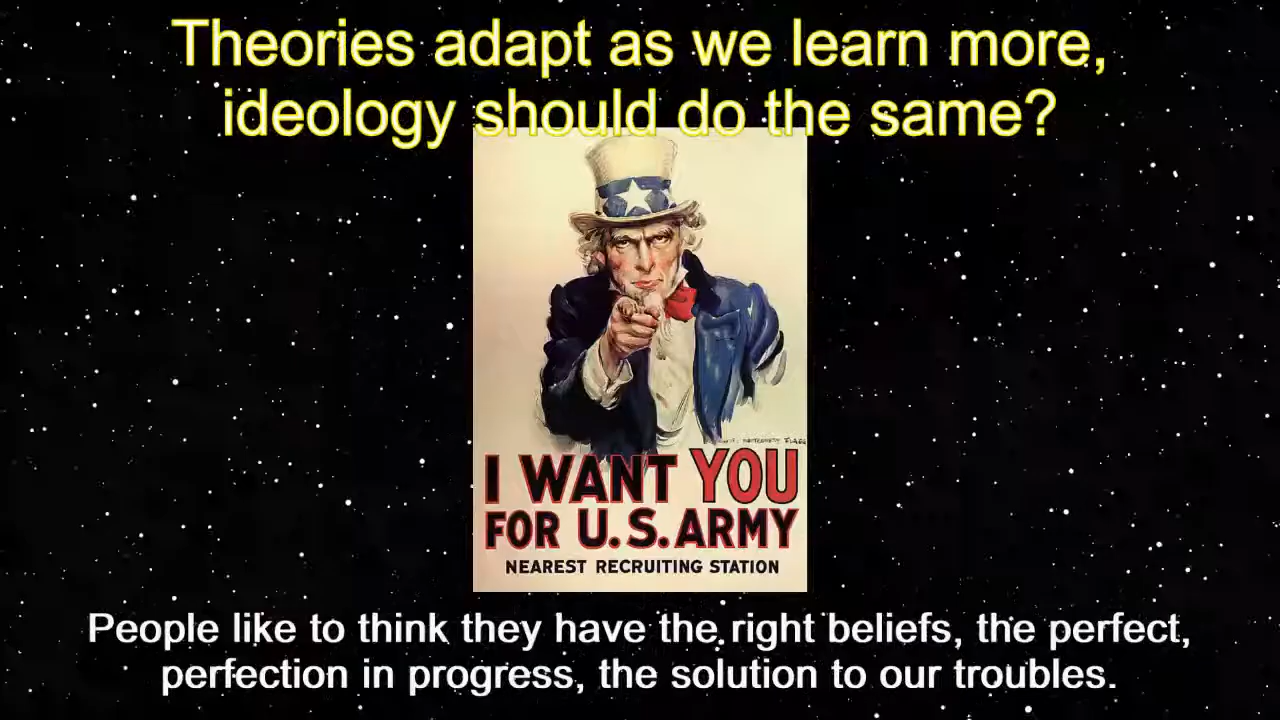 Theories adapt as we learn more,
ideology should do the same?
I WANT YOU
FOR U.S. ARMY
NEAREST RECRUITING STATION
People like to think they have the right beliefs, the perfect,
perfection in progress, the solution to our troubles.